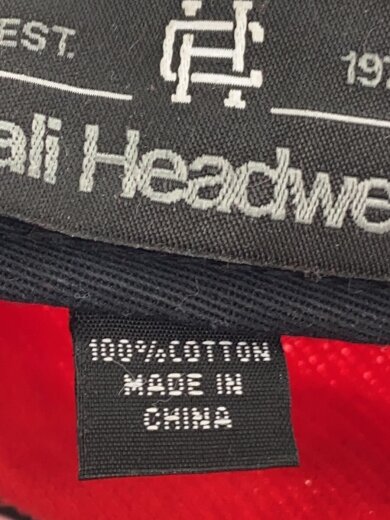 EST. 197
ali Headwe
100% COTTON
MADE IN
CHINA